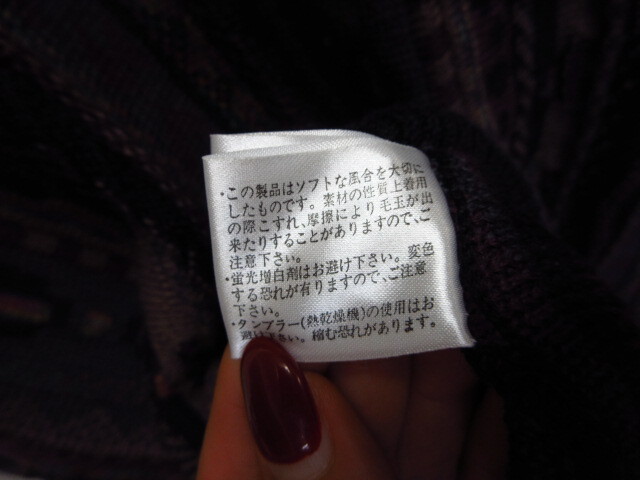 ・この製品はソフトな風合を大切に
したものです。素材の性質上着用
の際こすれ、摩擦により毛玉が出
来たりすることがありますので、ご
注意下さい。
・蛍光増白剤はお避け下さい。変色
する恐れが有りますので、ご注意
下さい。
・タンブラー(熱乾燥機)の使用はお
避け下さい。縮む恐れがあります。